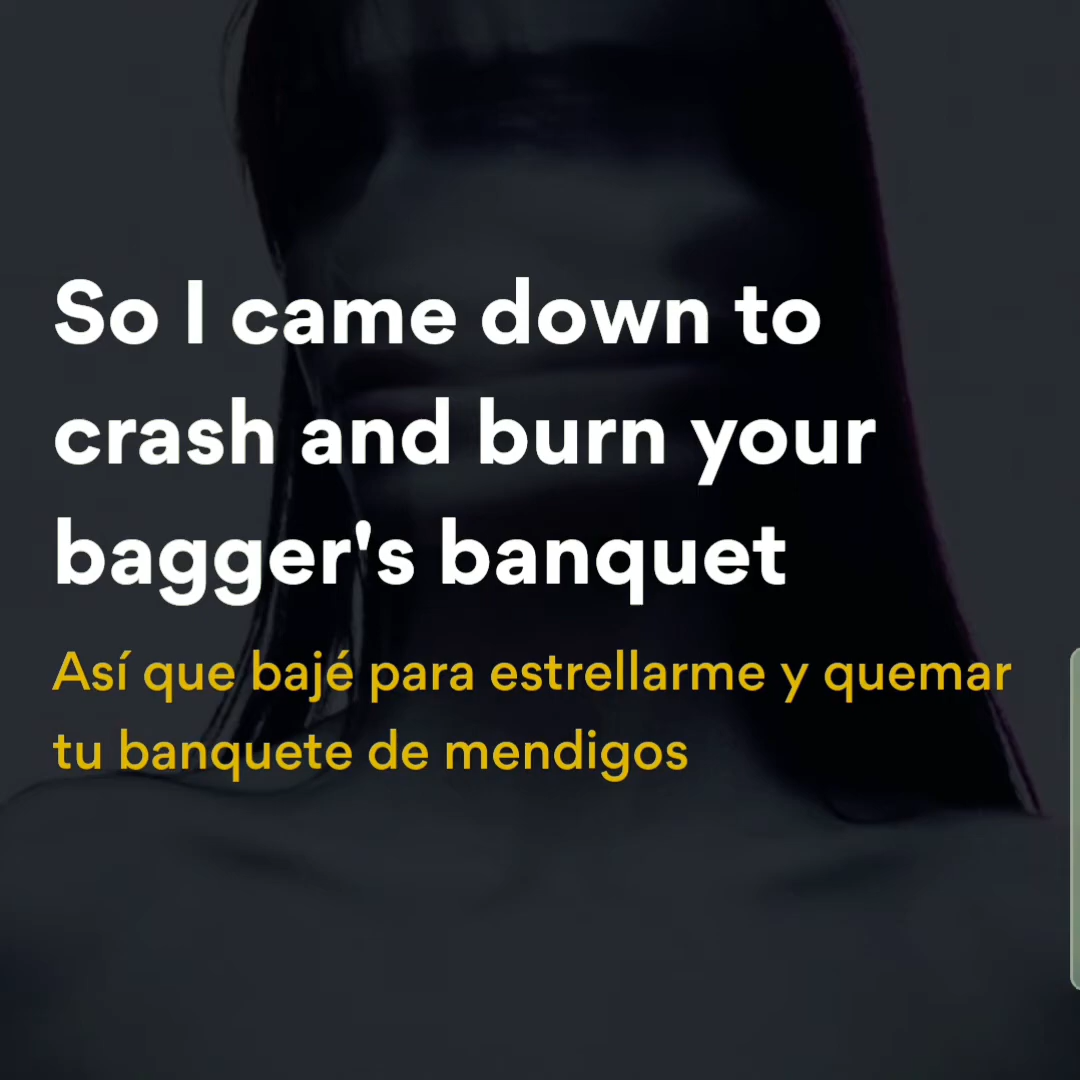 So I came down to
crash and burn your
bagger's banquet
Así que bajé para estrellarme y quemar
tu banquete de mendigos